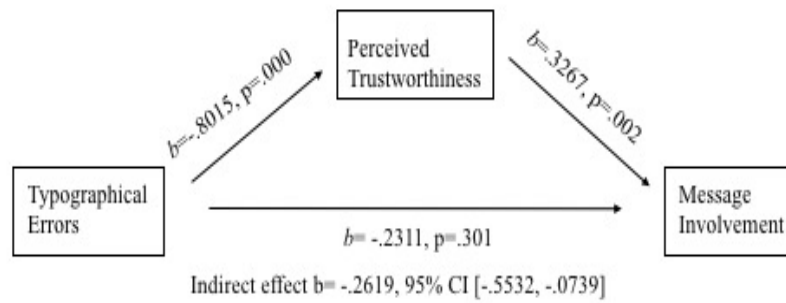 Perceived
Trustworthiness
b=-.8015, p=.000
b=.3267, p=.002
Typographical
Errors
Message
Involvement
b= -.2311, p=.301
Indirect effect b= -.2619, 95% CI [-.5532, -.0739]